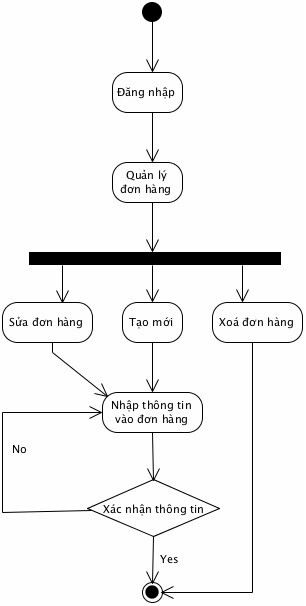 Đăng nhập
Quản lý
đơn hàng
Sửa đơn hàng
Tạo mới
Xoá đơn hàng
Nhập thông tin
vào đơn hàng
No
Xác nhận thông tin
Yes